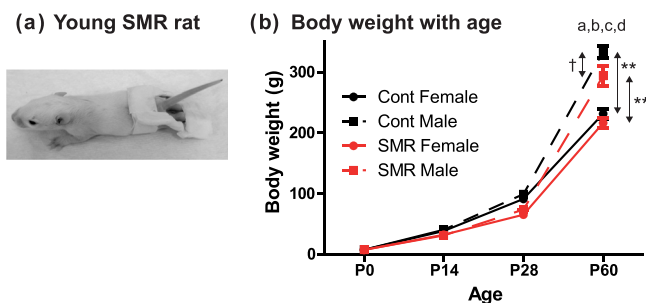 (a) Young SMR rat
(b) Body weight with age
a,b,c,d
†
**
**
Body weight (g)
300
200
100
0
Cont Female
Cont Male
SMR Female
SMR Male
P0
P14
P28
P60
Age